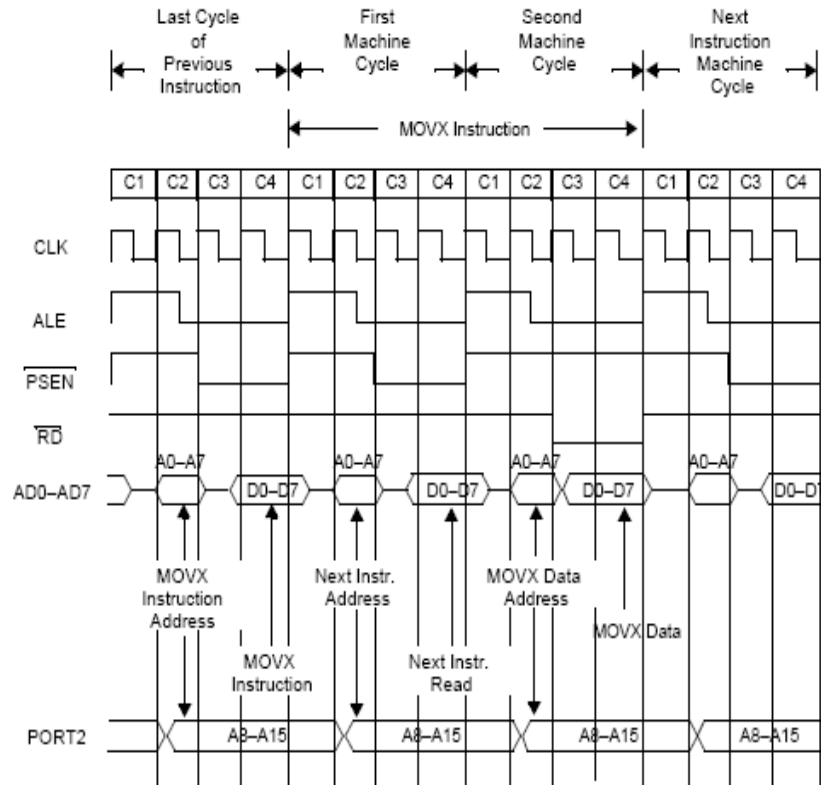 Last Cycle
of
Previous
Instruction
First
Machine
Cycle
Second
Machine
Cycle
Next
Instruction
Machine
Cycle
MOVX Instruction
C1 C2 C3 C4 C1 C2 C3 C4 C1 C2 C3 C4 C1 C2 C3 C4
CLK
ALE
PSEN
RD
A0–A7 A0–A7 A0–A7 A0–A7
AD0–AD7 D0–D7 D0–D7 D0–D7 D0–D7
MOVX
Instruction
Address
MOVX
Instruction
Next Instr.
Address
Next Instr.
Read
MOVX Data
Address
MOVX Data
PORT2 A8–A15 A8–A15 A8–A15 A8–A15